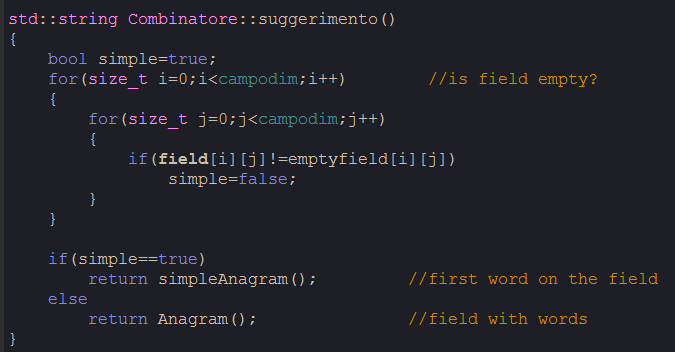 std::string Combinatore::suggerimento()
{
    bool simple=true;
    for(size_t i=0;i<campodim;i++)        //is field empty?
    {
        for(size_t j=0;j<campodim;j++)
        {
            if(field[i][j]!=emptyfield[i][j])
                simple=false;
        }
    }

    if(simple==true)
        return simpleAnagram();         //first word on the field
    else
        return Anagram();               //field with words
}